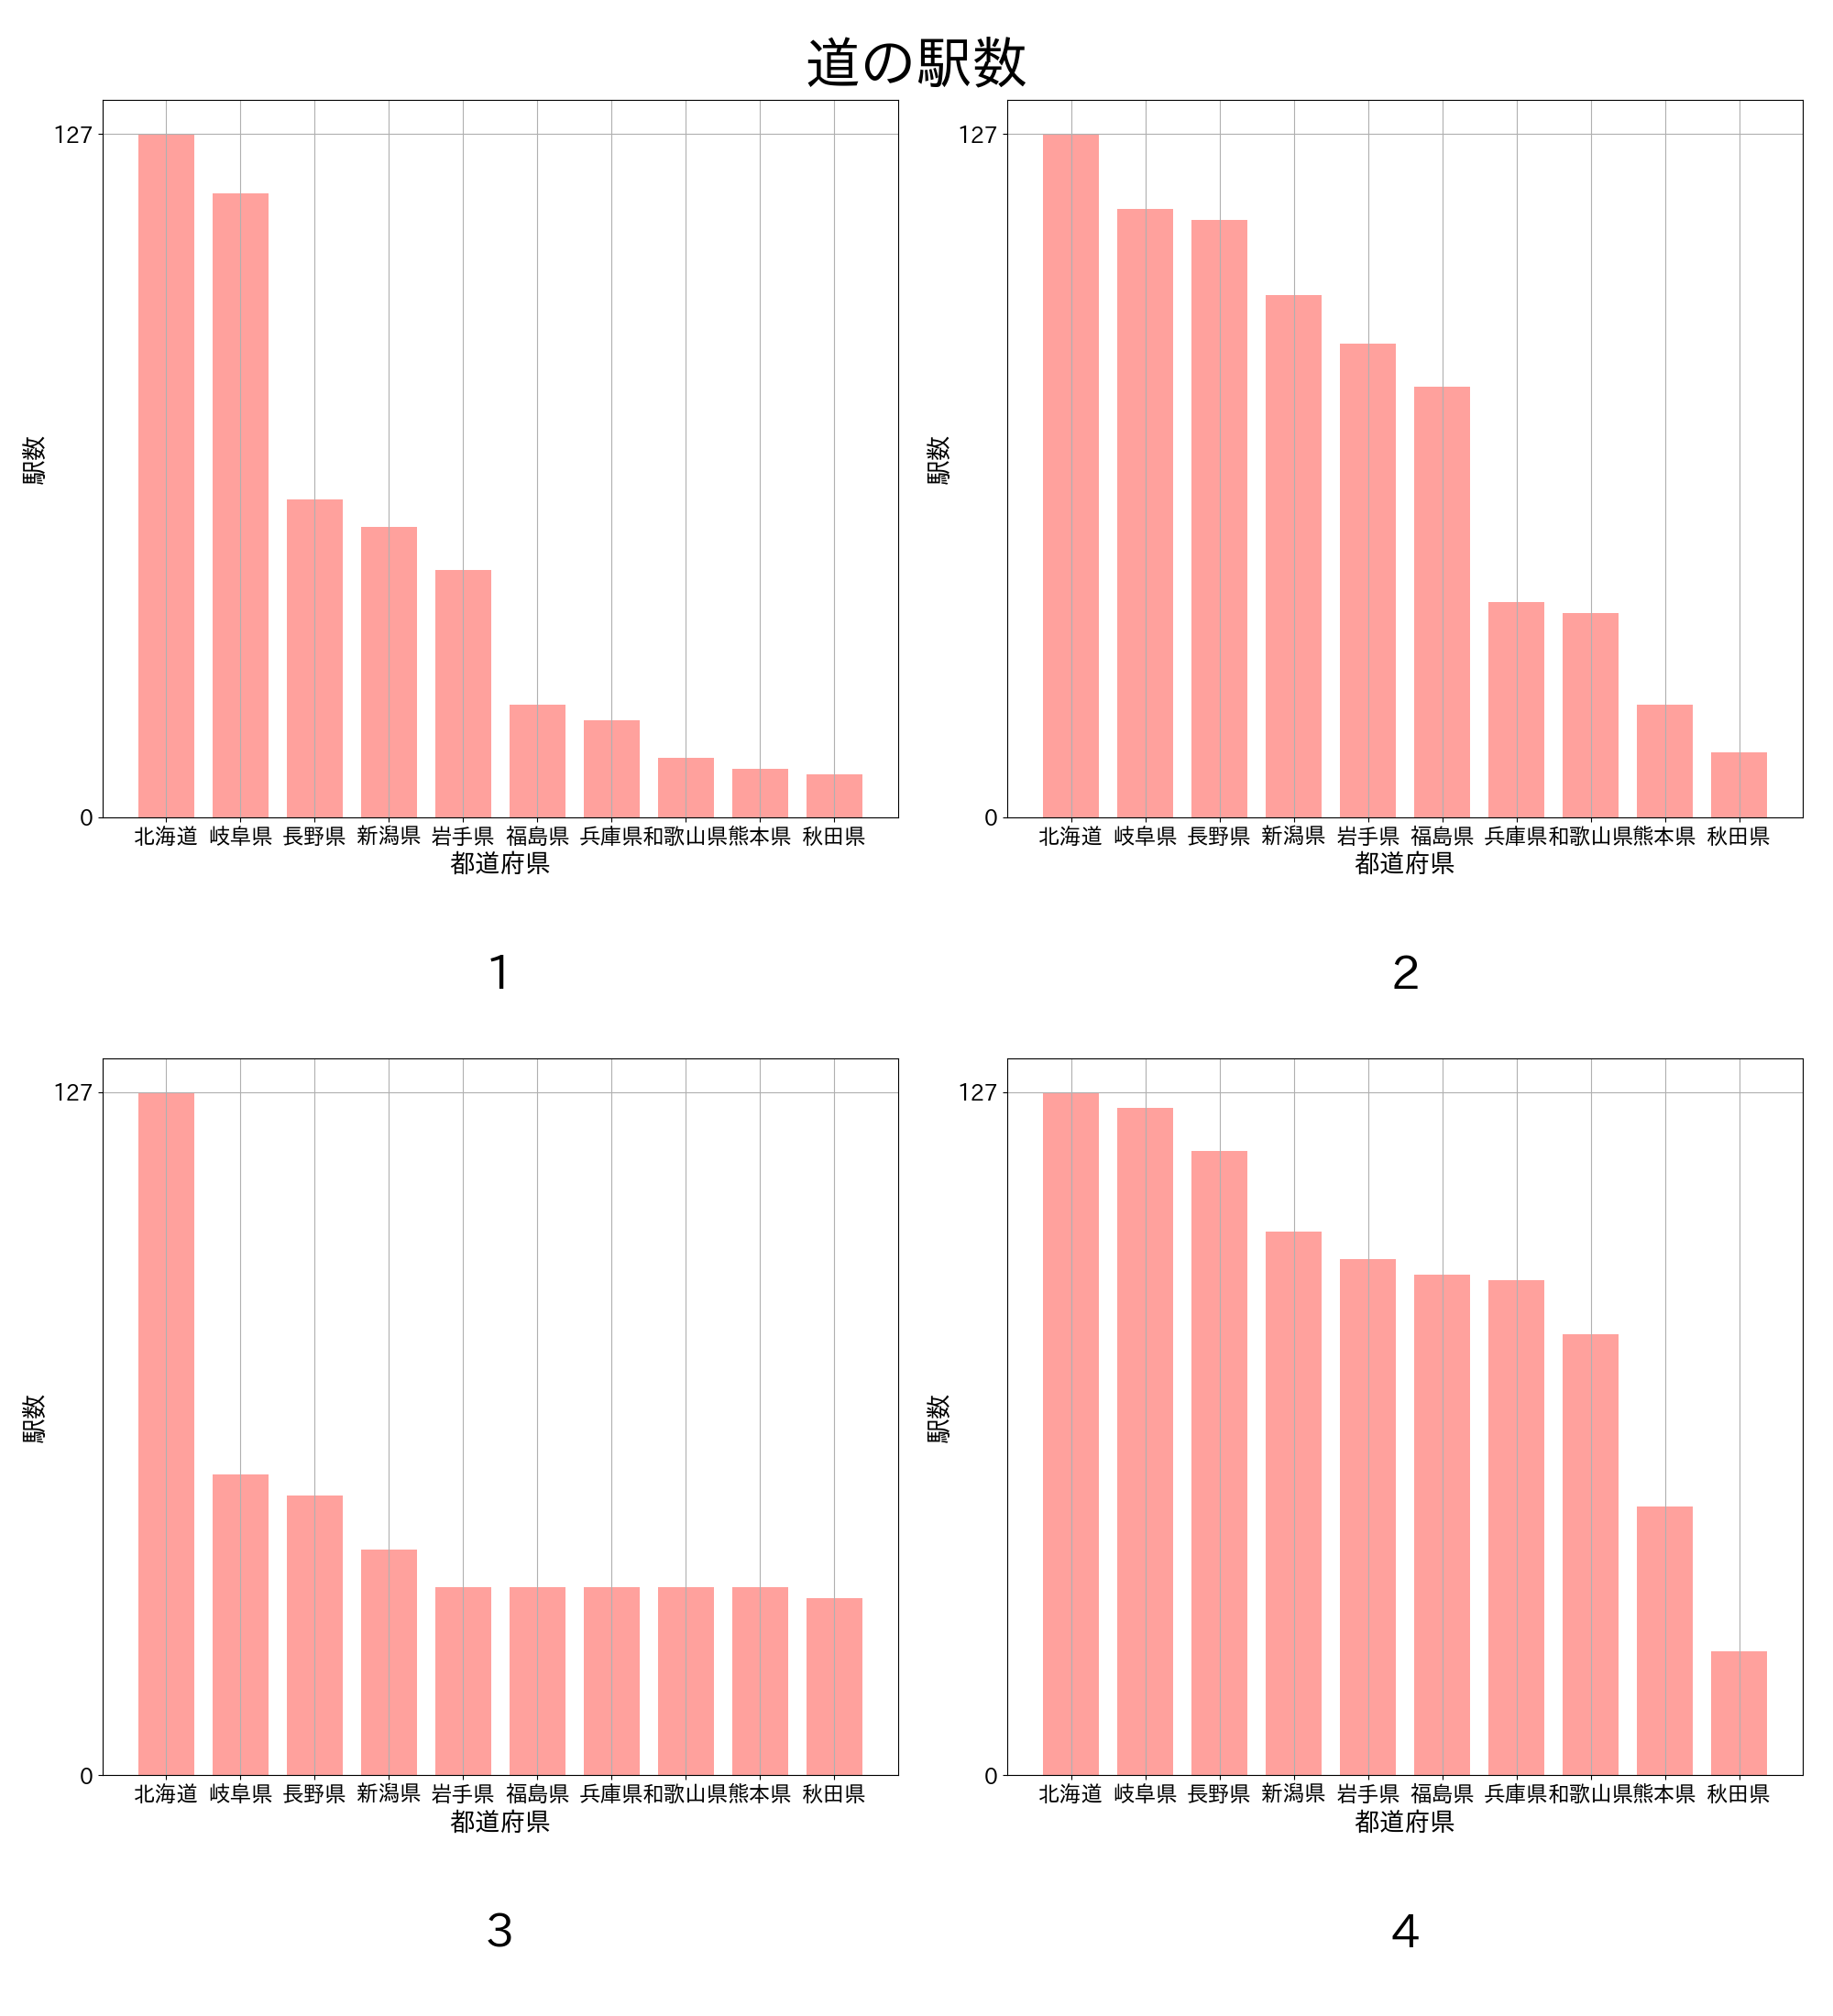 道の駅数
127
0
駅数
北海道 岐阜県 長野県 新潟県 岩手県 福島県 兵庫県 和歌山県 熊本県 秋田県
都道府県
1
127
0
駅数
北海道 岐阜県 長野県 新潟県 岩手県 福島県 兵庫県 和歌山県 熊本県 秋田県
都道府県
2
127
0
駅数
北海道 岐阜県 長野県 新潟県 岩手県 福島県 兵庫県 和歌山県 熊本県 秋田県
都道府県
3
127
0
駅数
北海道 岐阜県 長野県 新潟県 岩手県 福島県 兵庫県 和歌山県 熊本県 秋田県
都道府県
4